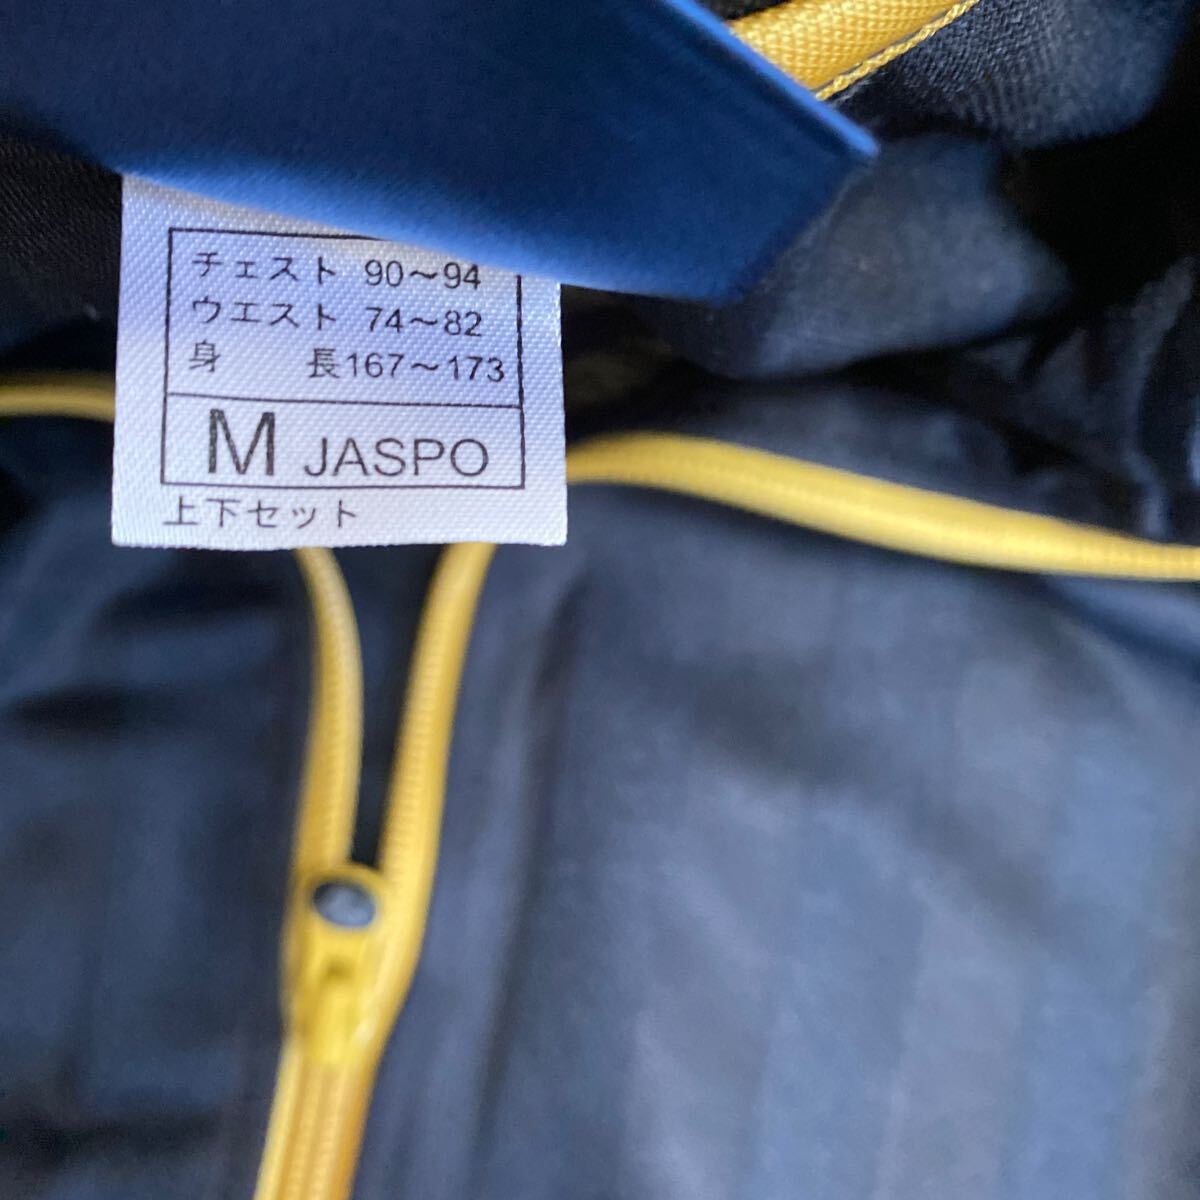 チェスト 90～94
ウエスト 74～82
身 長167～173
M JASPO
上下セット